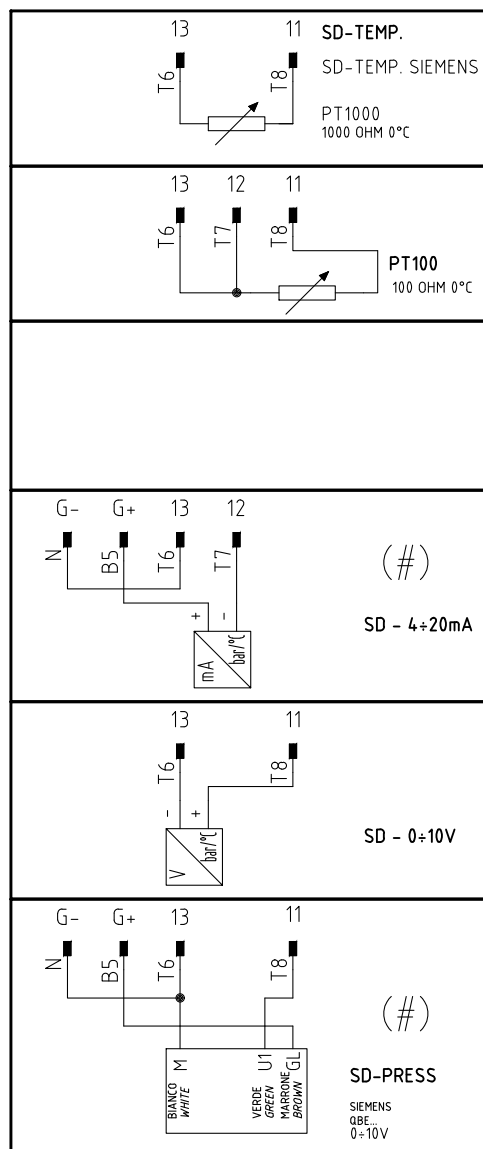 13 11 SD-TEMP.
T6 T8 SD-TEMP. SIEMENS
PT1000
1000 OHM 0°C
13 12 11
T6 T7 T8
PT100
100 OHM 0°C
G- G+ 13 12
N B5 T6 T7
(#)
+ -
SD - 4÷20mA
mA bar/°C
13 11
T6 T8
- +
SD - 0÷10V
V bar/°C
G- G+ 13 11
N B5 T6 T8
(#)
M U1 GL
BIANCO
WHITE
VERDE
GREEN
MARRONE
BROWN
SD-PRESS
SIEMENS
QBE...
0÷10V